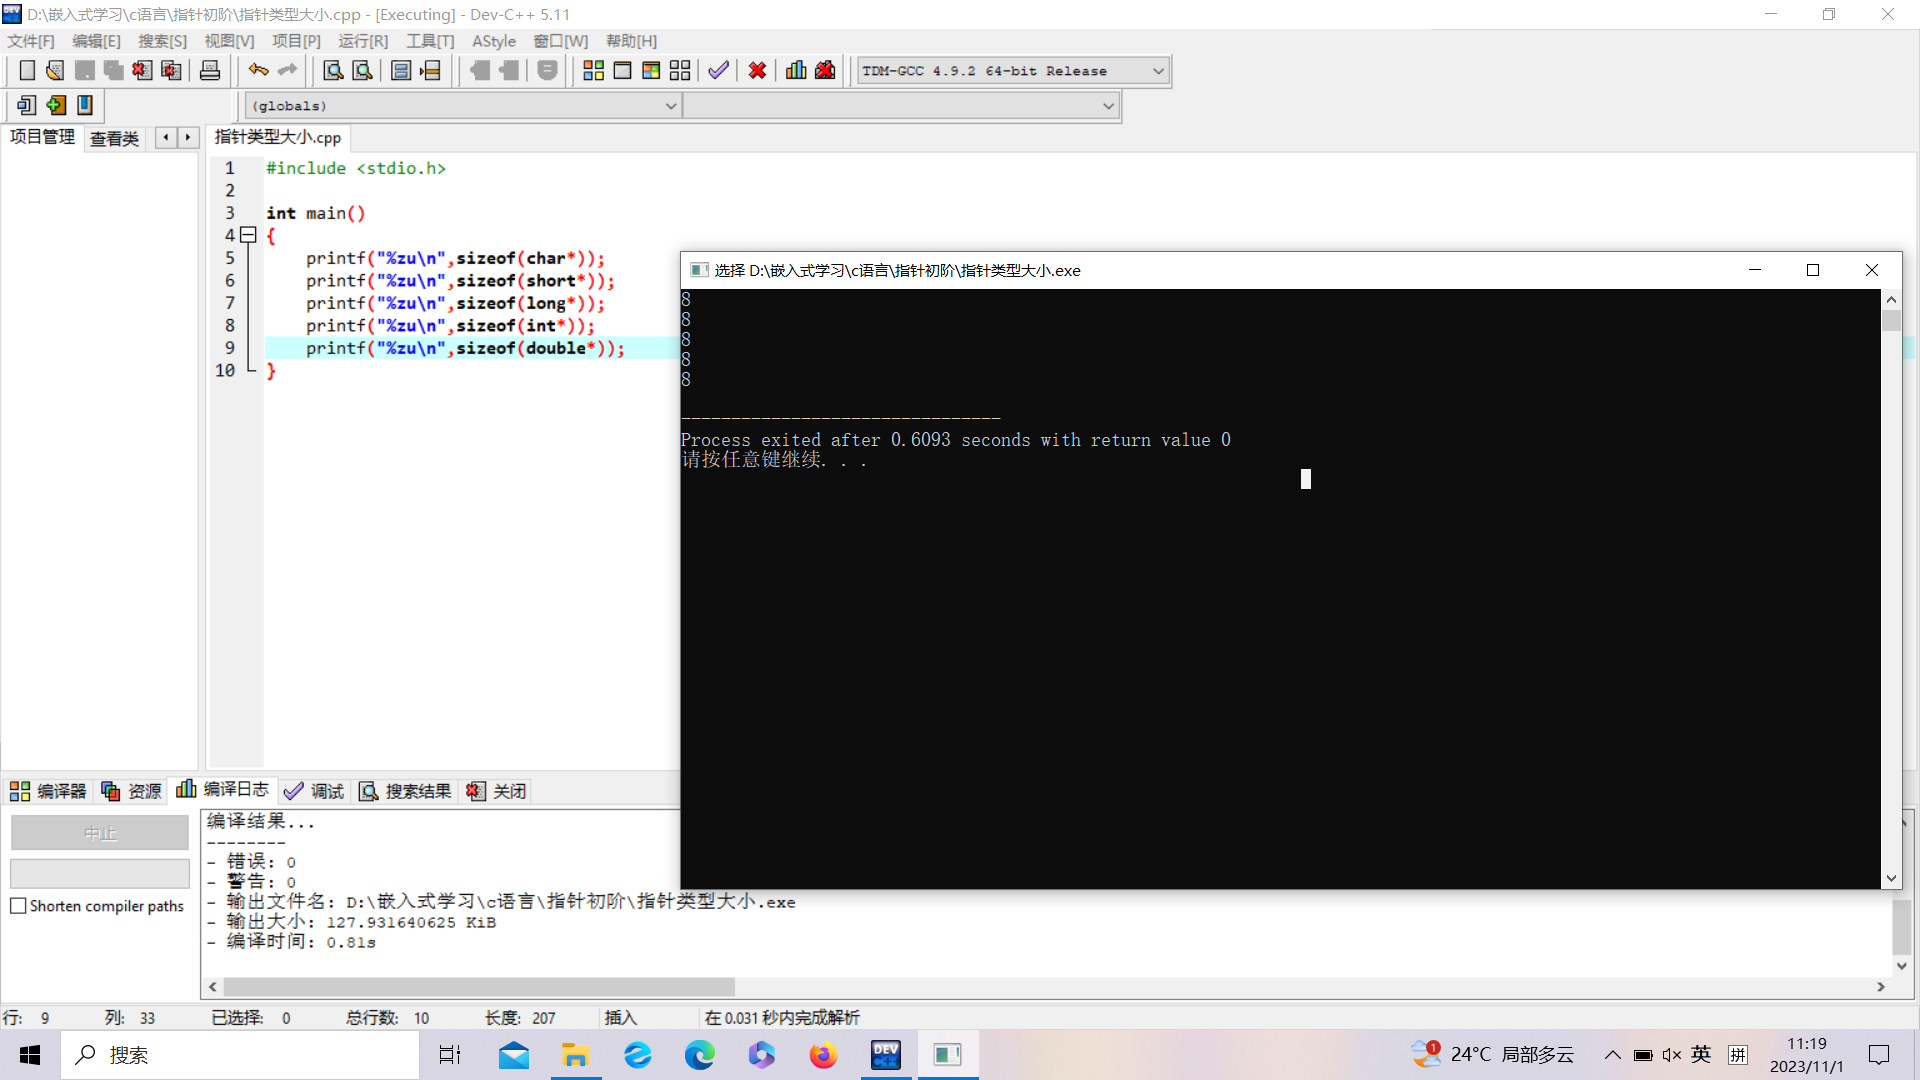 D:\嵌入式学习\c语言\指针初阶\指针类型大小.cpp - [Executing] - Dev-C++ 5.11
文件[F] 编辑[E] 搜索[S] 视图[V] 项目[P] 运行[R] 工具[T] AStyle 窗口[W] 帮助[H]
TDM-GCC 4.9.2 64-bit Release
(globals)
项目管理 查看类 指针类型大小.cpp
1 #include <stdio.h>
2
3 int main()
4 {
5 printf("%zu\n",sizeof(char*));
6 printf("%zu\n",sizeof(short*));
7 printf("%zu\n",sizeof(long*));
8 printf("%zu\n",sizeof(int*));
9 printf("%zu\n",sizeof(double*));
10 }
选择 D:\嵌入式学习\c语言\指针初阶\指针类型大小.exe
8
8
8
8
8
--------------------------------
Process exited after 0.6093 seconds with return value 0
请按任意键继续. . .
编译器 资源 编译日志 调试 搜索结果 关闭
中止
Shorten compiler paths
编译结果...
--------
- 错误: 0
- 警告: 0
- 输出文件名: D:\嵌入式学习\c语言\指针初阶\指针类型大小.exe
- 输出大小: 127.931640625 KiB
- 编译时间: 0.81s
行: 9 列: 33 已选择: 0 总行数: 10 长度: 207 插入 在 0.031 秒内完成解析
搜索
DEV C++
1
24°C 局部多云
英
拼
11:19
2023/11/1